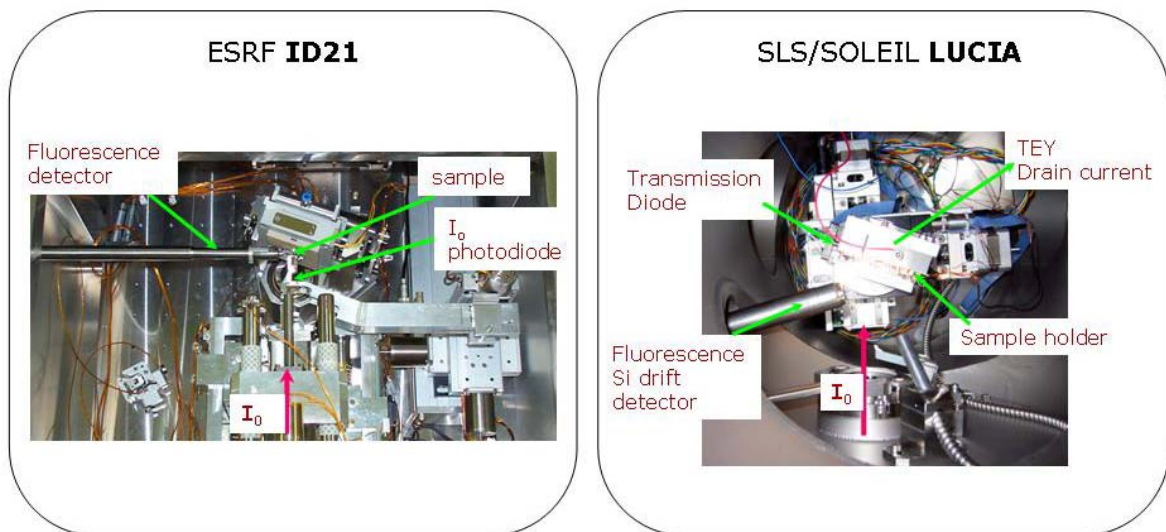 ESRF ID21
Fluorescence
detector
sample
I₀
photodiode
I₀
SLS/SOLEIL LUCIA
Transmission
Diode
TEY
Drain current
Fluorescence
Si drift
detector
Sample holder
I₀